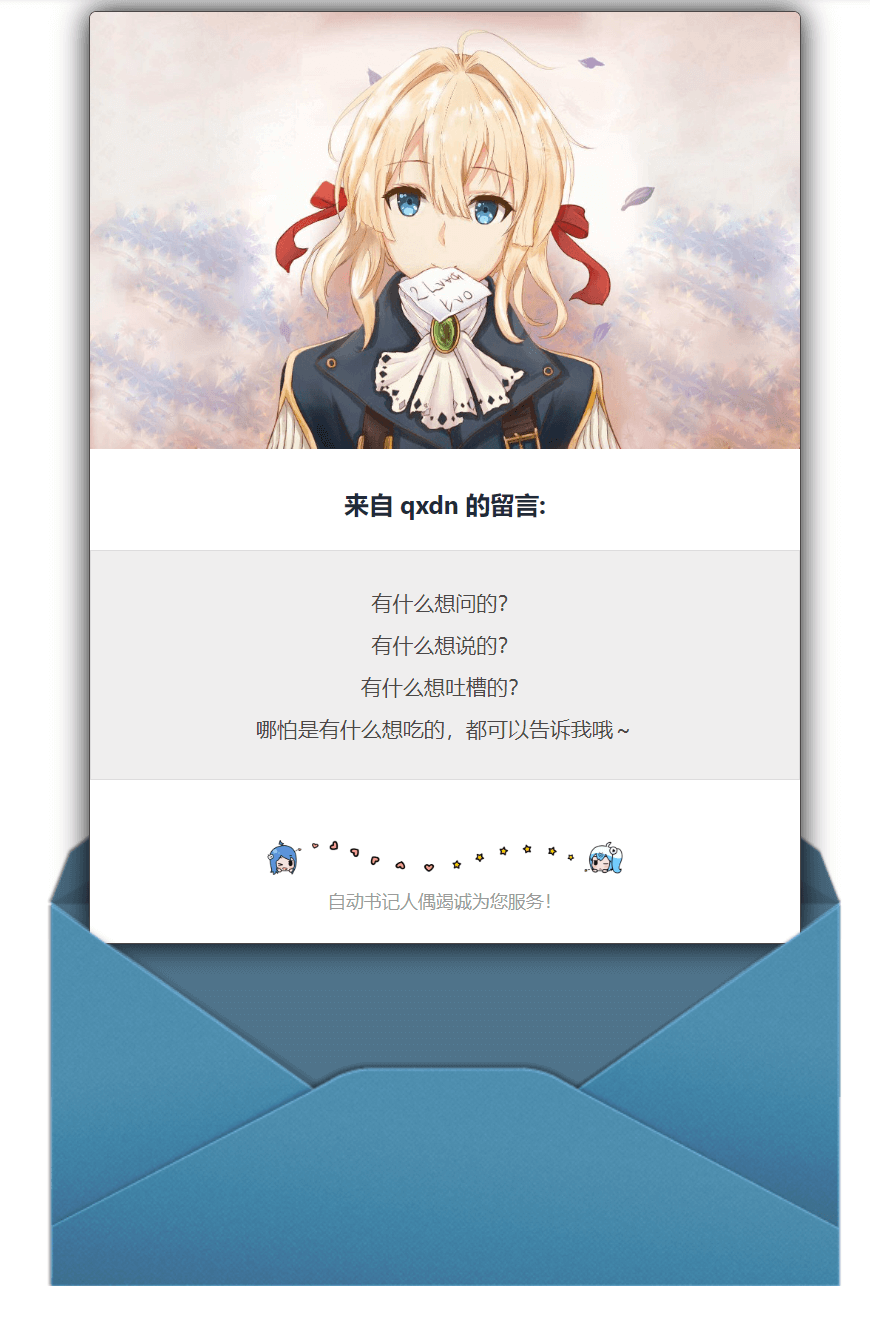 来自 qxdn 的留言:
有什么想问的?
有什么想说的?
有什么想吐槽的?
哪怕是有什么想吃的，都可以告诉我哦~
自动书记人偶竭诚为您服务!